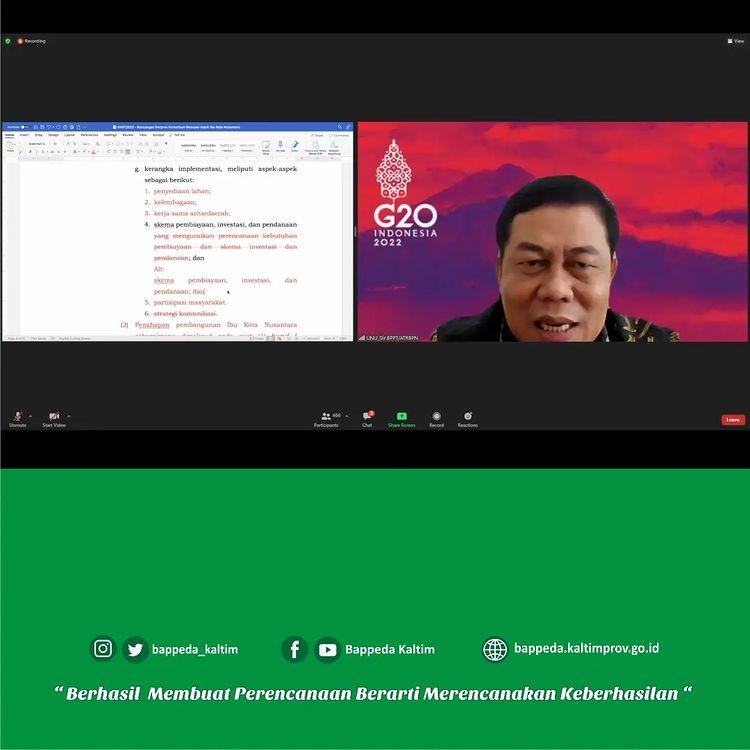 Recording
View
g. kerangka implementasi, meliputi aspek-aspek
sebagai berikut:
1. penyediaan lahan;
2. kelembagaan;
3. kerja sama antardaerah;
4. skema pembiayaan, investasi, dan pendanaan
yang menguraikan perencanaan kebutuhan
pembiayaan dan skema investasi dan
pendanaan; dan
Alt:
skema pembiayaan, investasi, dan
pendanaan; dan
5. partisipasi masyarakat.
6. strategi komunikasi.
(2) Penahapan pembangunan Ibu Kota Nusantara
G20
INDONESIA
2022
UNU_Dir.BPPT/ATRBPN
Unmute
Start Video
466
Participants
Chat
Share Screen
Record
Reactions
Leave
bappeda_kaltim
Bappeda Kaltim
bappeda.kaltimprov.go.id
“ Berhasil Membuat Perencanaan Berarti Merencanakan Keberhasilan “